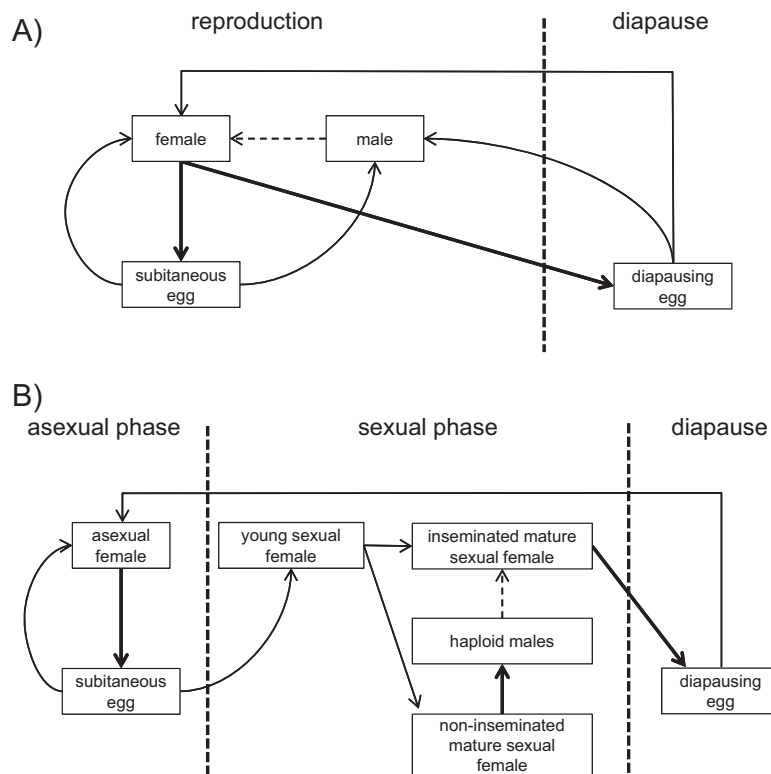 A)
reproduction
diapause
female
male
subitaneous
egg
diapausing
egg
B)
asexual phase
sexual phase
diapause
asexual
female
young sexual
female
inseminated mature
sexual female
haploid males
subitaneous
egg
diapausing
egg
non-inseminated
mature sexual
female